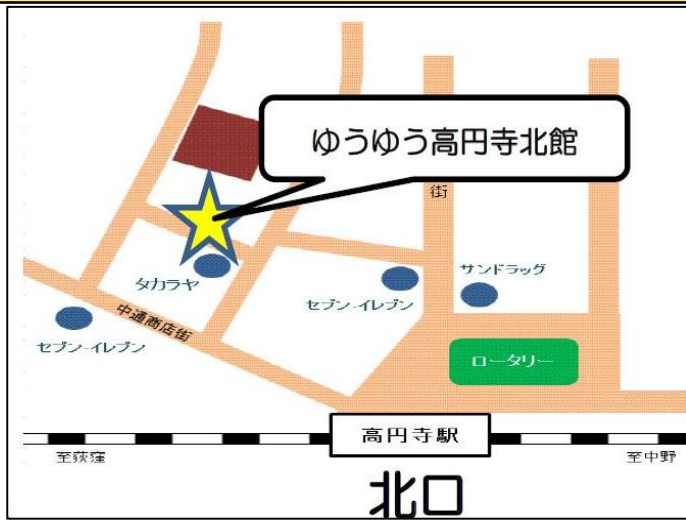 ゆうゆう高円寺北館
街
サンドラッグ
タカラヤ
セブン-イレブン
中通商店街
セブン-イレブン
ロータリー
高円寺駅
至荻窪
至中野
北口